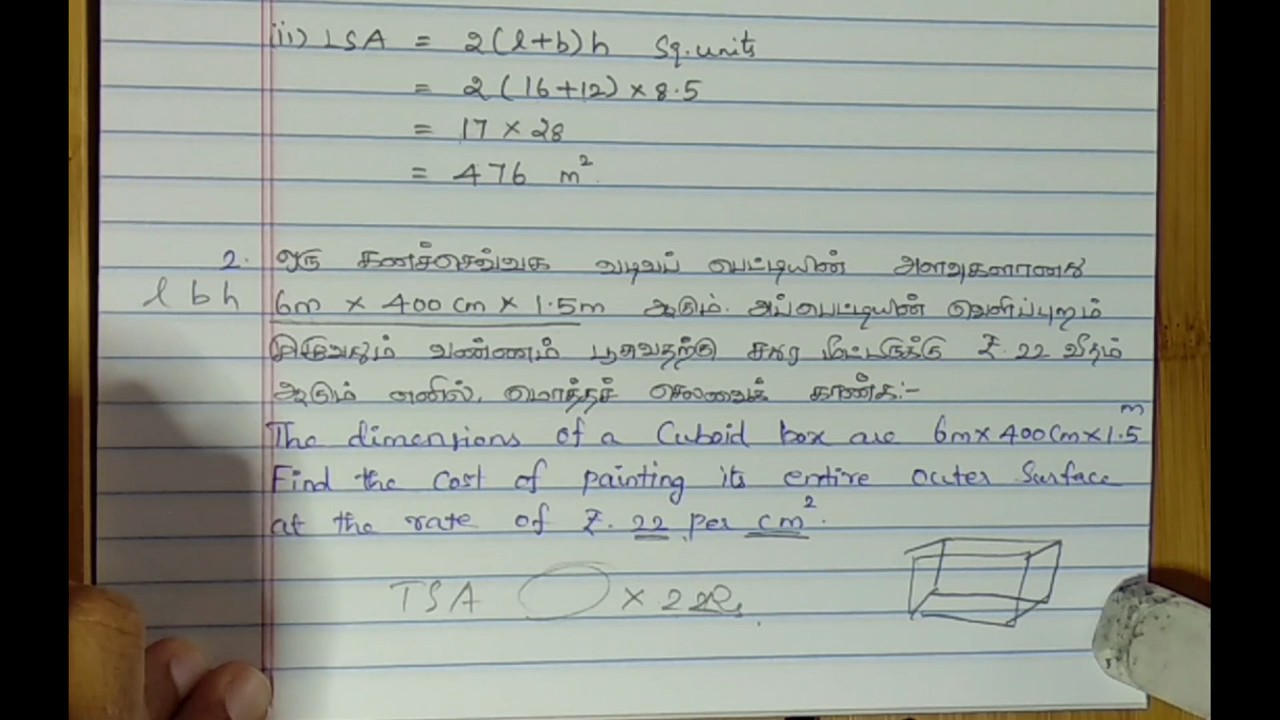 (ii) LSA = 2(l+b)h Sq.units
= 2(16+12)×8.5
= 17 × 28
= 476 m².
2. ஒரு கனச்செவ்வக வடிவப் பெட்டியின் அளவுகளானது
l b h 6m × 400 cm × 1.5m ஆகும். அப்பெட்டியின் வெளிப்புறம்
முழுவதும் வண்ணம் பூசுவதற்கு சதுர மீட்டருக்கு ₹.22 வீதம்
ஆகும் எனில், மொத்தச் செலவைக் காண்க:-
The dimensions of a Cuboid box are 6m×400cm×1.5m
Find the cost of painting its entire outer Surface
at the rate of ₹.22 per cm².
TSA × 22Rs.